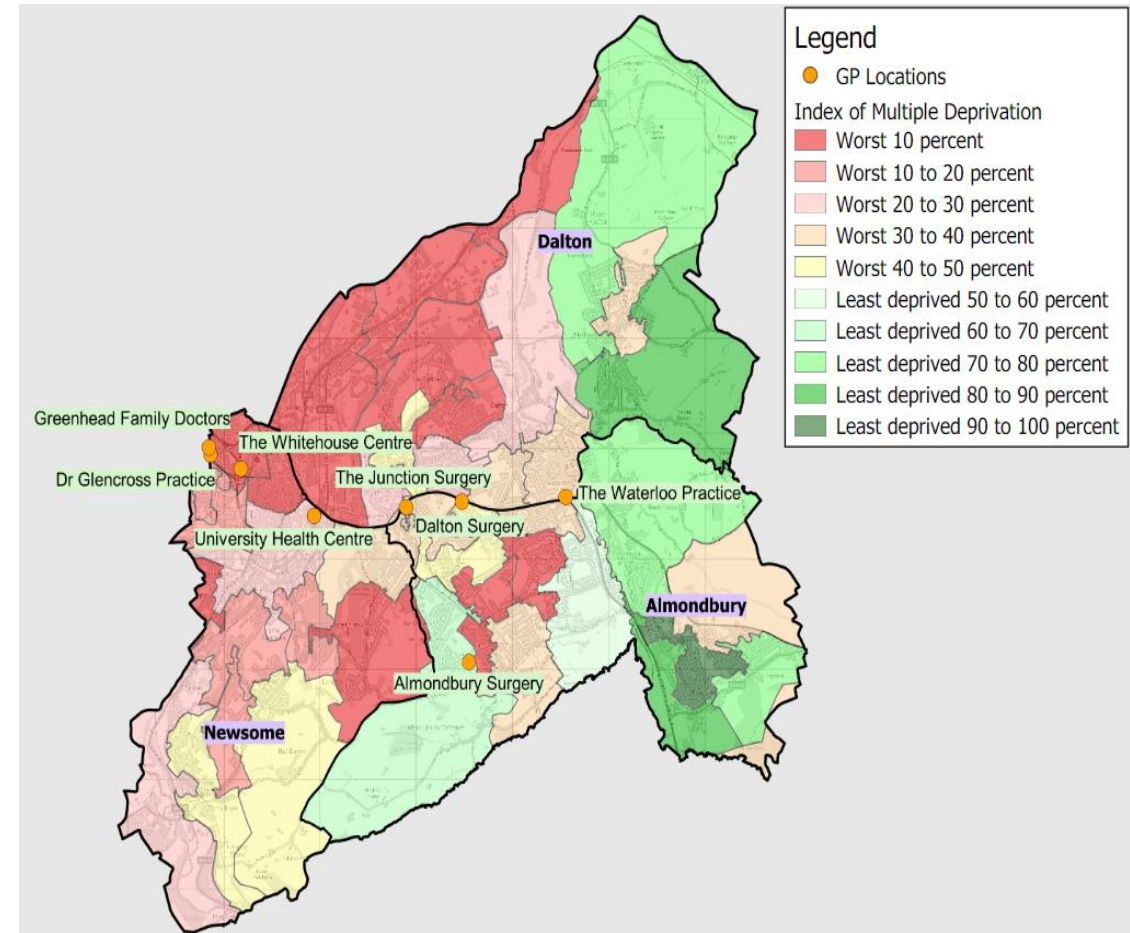 Legend
GP Locations
Index of Multiple Deprivation
Worst 10 percent
Worst 10 to 20 percent
Worst 20 to 30 percent
Worst 30 to 40 percent
Worst 40 to 50 percent
Least deprived 50 to 60 percent
Least deprived 60 to 70 percent
Least deprived 70 to 80 percent
Least deprived 80 to 90 percent
Least deprived 90 to 100 percent
Dalton
Greenhead Family Doctors
The Whitehouse Centre
Dr Glencross Practice
The Junction Surgery
The Waterloo Practice
Dalton Surgery
University Health Centre
Almondbury
Almondbury Surgery
Newsome